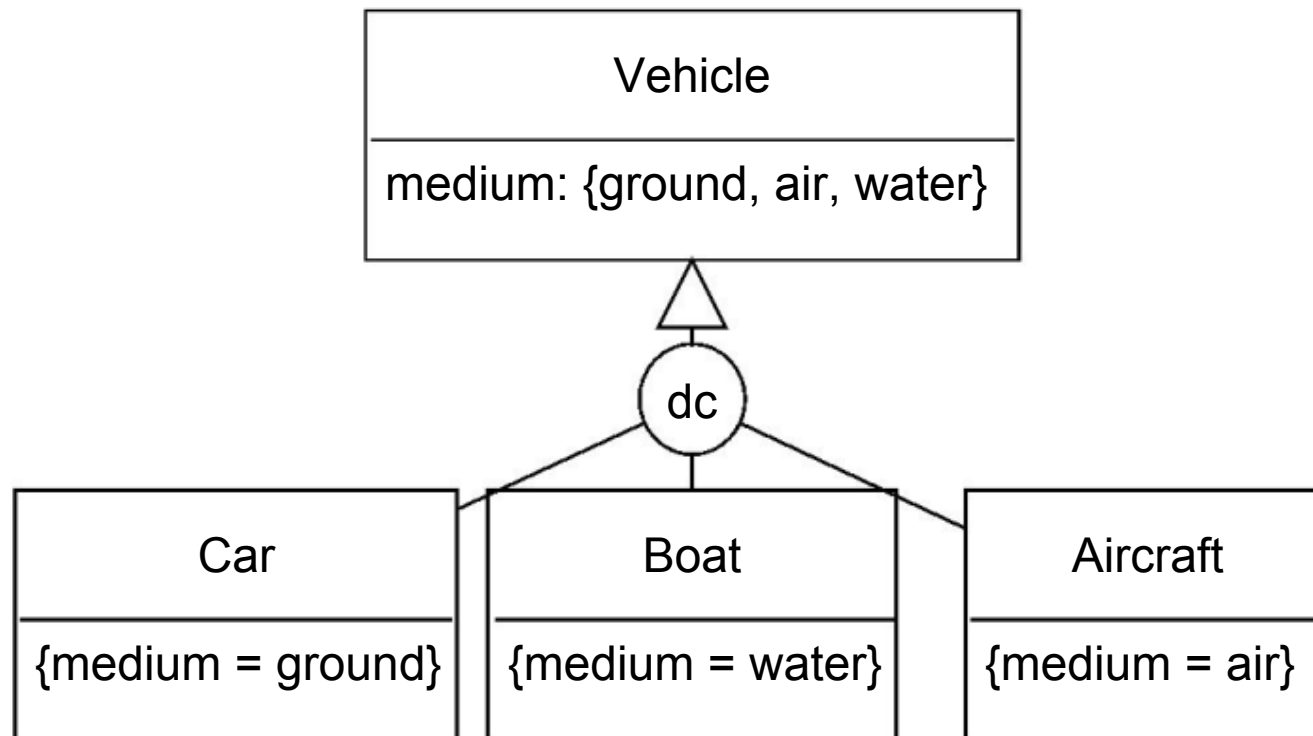 Vehicle
medium: {ground, air, water}
dc
Car
{medium = ground}
Boat
{medium = water}
Aircraft
{medium = air}